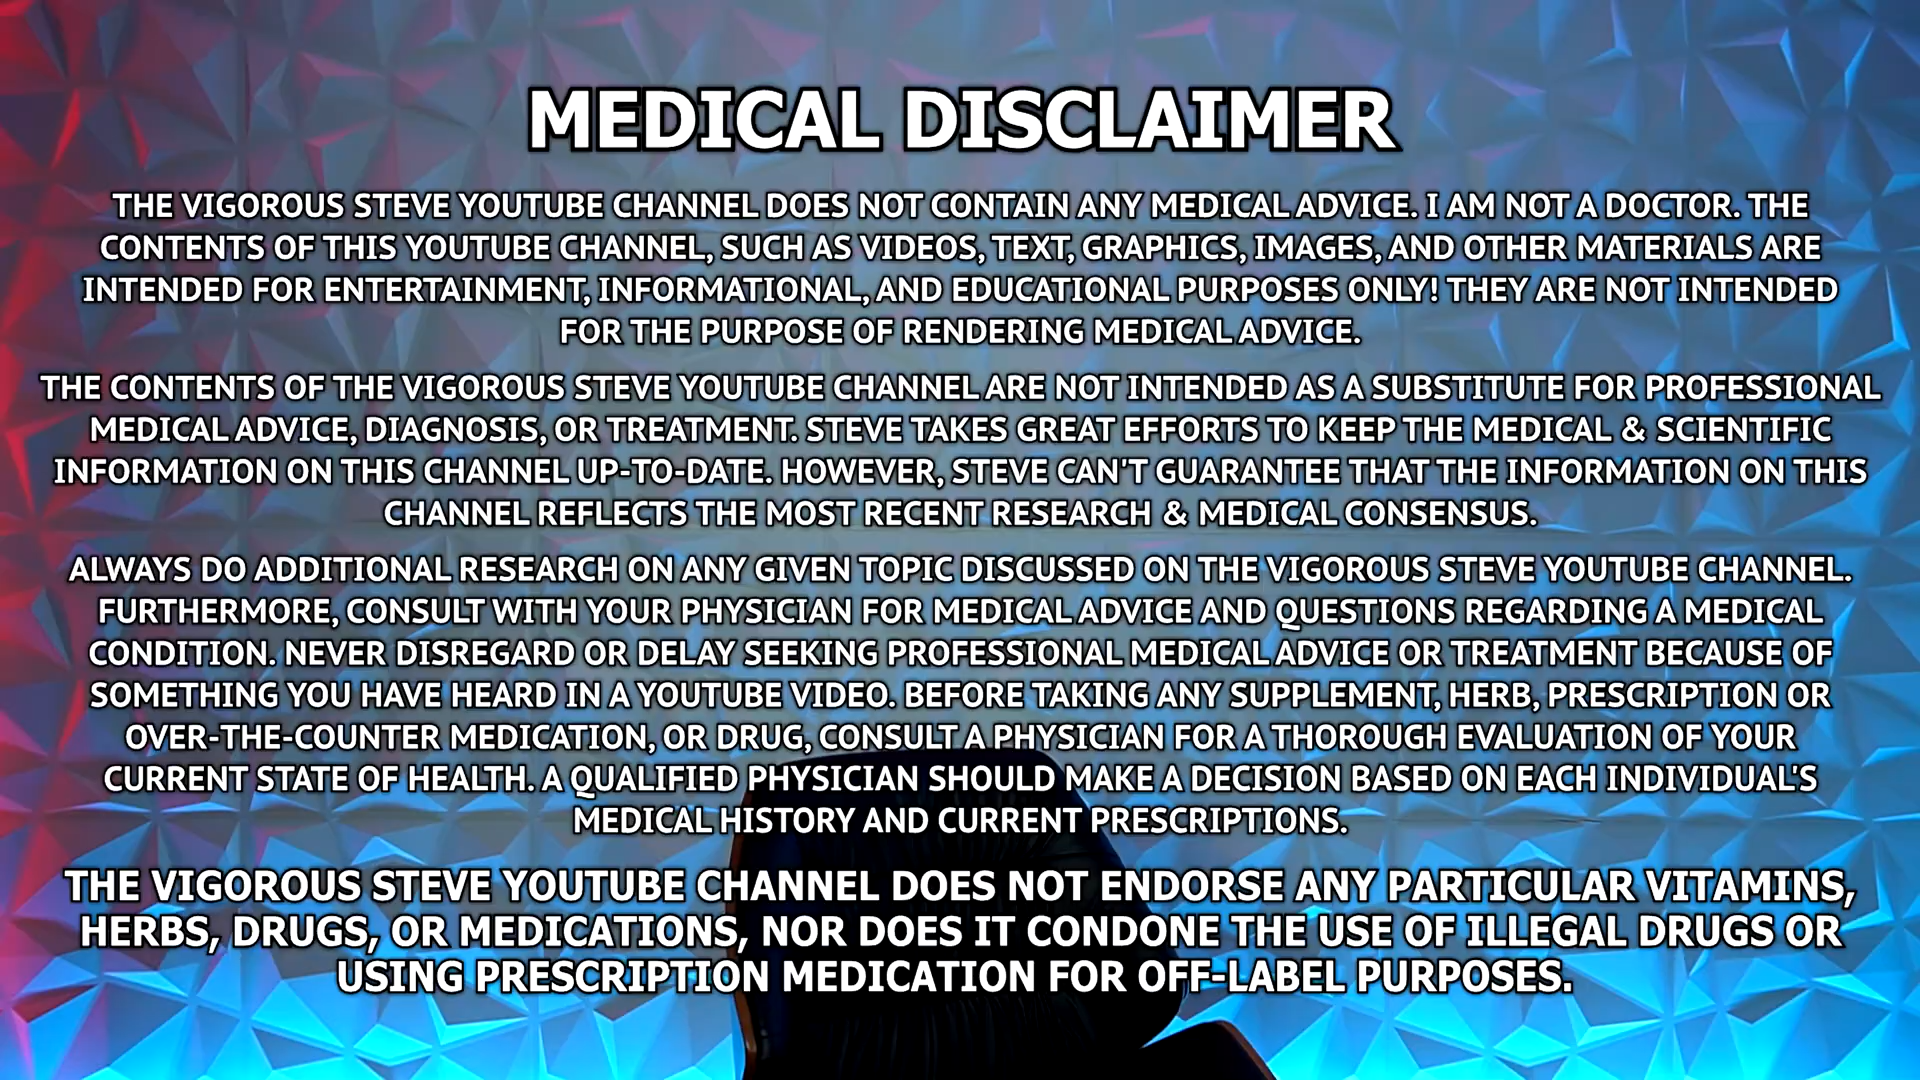 MEDICAL DISCLAIMER
THE VIGOROUS STEVE YOUTUBE CHANNEL DOES NOT CONTAIN ANY MEDICAL ADVICE. I AM NOT A DOCTOR. THE
CONTENTS OF THIS YOUTUBE CHANNEL, SUCH AS VIDEOS, TEXT, GRAPHICS, IMAGES, AND OTHER MATERIALS ARE
INTENDED FOR ENTERTAINMENT, INFORMATIONAL, AND EDUCATIONAL PURPOSES ONLY! THEY ARE NOT INTENDED
FOR THE PURPOSE OF RENDERING MEDICAL ADVICE.
THE CONTENTS OF THE VIGOROUS STEVE YOUTUBE CHANNEL ARE NOT INTENDED AS A SUBSTITUTE FOR PROFESSIONAL
MEDICAL ADVICE, DIAGNOSIS, OR TREATMENT. STEVE TAKES GREAT EFFORTS TO KEEP THE MEDICAL & SCIENTIFIC
INFORMATION ON THIS CHANNEL UP-TO-DATE. HOWEVER, STEVE CAN'T GUARANTEE THAT THE INFORMATION ON THIS
CHANNEL REFLECTS THE MOST RECENT RESEARCH & MEDICAL CONSENSUS.
ALWAYS DO ADDITIONAL RESEARCH ON ANY GIVEN TOPIC DISCUSSED ON THE VIGOROUS STEVE YOUTUBE CHANNEL.
FURTHERMORE, CONSULT WITH YOUR PHYSICIAN FOR MEDICAL ADVICE AND QUESTIONS REGARDING A MEDICAL
CONDITION. NEVER DISREGARD OR DELAY SEEKING PROFESSIONAL MEDICAL ADVICE OR TREATMENT BECAUSE OF
SOMETHING YOU HAVE HEARD IN A YOUTUBE VIDEO. BEFORE TAKING ANY SUPPLEMENT, HERB, PRESCRIPTION OR
OVER-THE-COUNTER MEDICATION, OR DRUG, CONSULT A PHYSICIAN FOR A THOROUGH EVALUATION OF YOUR
CURRENT STATE OF HEALTH. A QUALIFIED PHYSICIAN SHOULD MAKE A DECISION BASED ON EACH INDIVIDUAL'S
MEDICAL HISTORY AND CURRENT PRESCRIPTIONS.
THE VIGOROUS STEVE YOUTUBE CHANNEL DOES NOT ENDORSE ANY PARTICULAR VITAMINS,
HERBS, DRUGS, OR MEDICATIONS, NOR DOES IT CONDONE THE USE OF ILLEGAL DRUGS OR
USING PRESCRIPTION MEDICATION FOR OFF-LABEL PURPOSES.